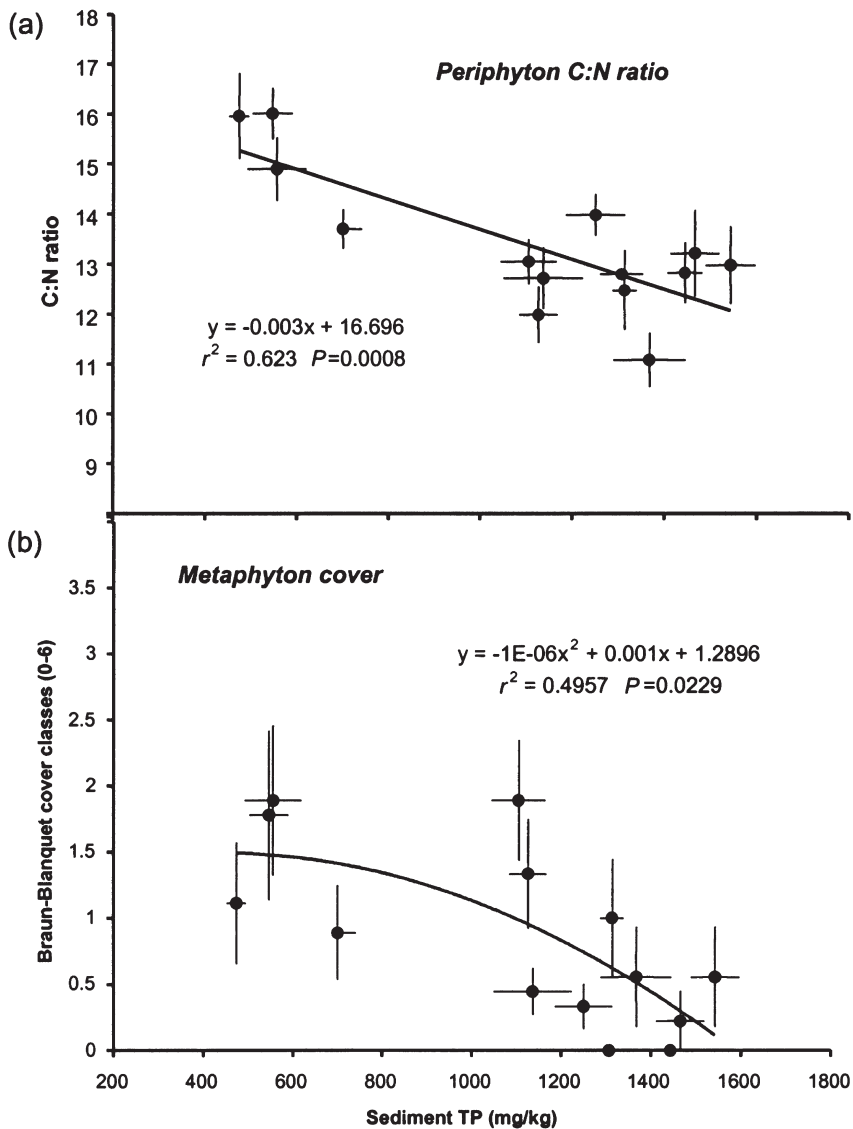 (a)
18
17
16
15
14
13
12
11
10
9
C:N ratio
Periphyton C:N ratio
y = -0.003x + 16.696
r² = 0.623 P=0.0008
(b)
Metaphyton cover
3.5
3
2.5
2
1.5
1
0.5
0
Braun-Blanquet cover classes (0-6)
y = -1E-06x² + 0.001x + 1.2896
r² = 0.4957 P=0.0229
200 400 600 800 1000 1200 1400 1600 1800
Sediment TP (mg/kg)